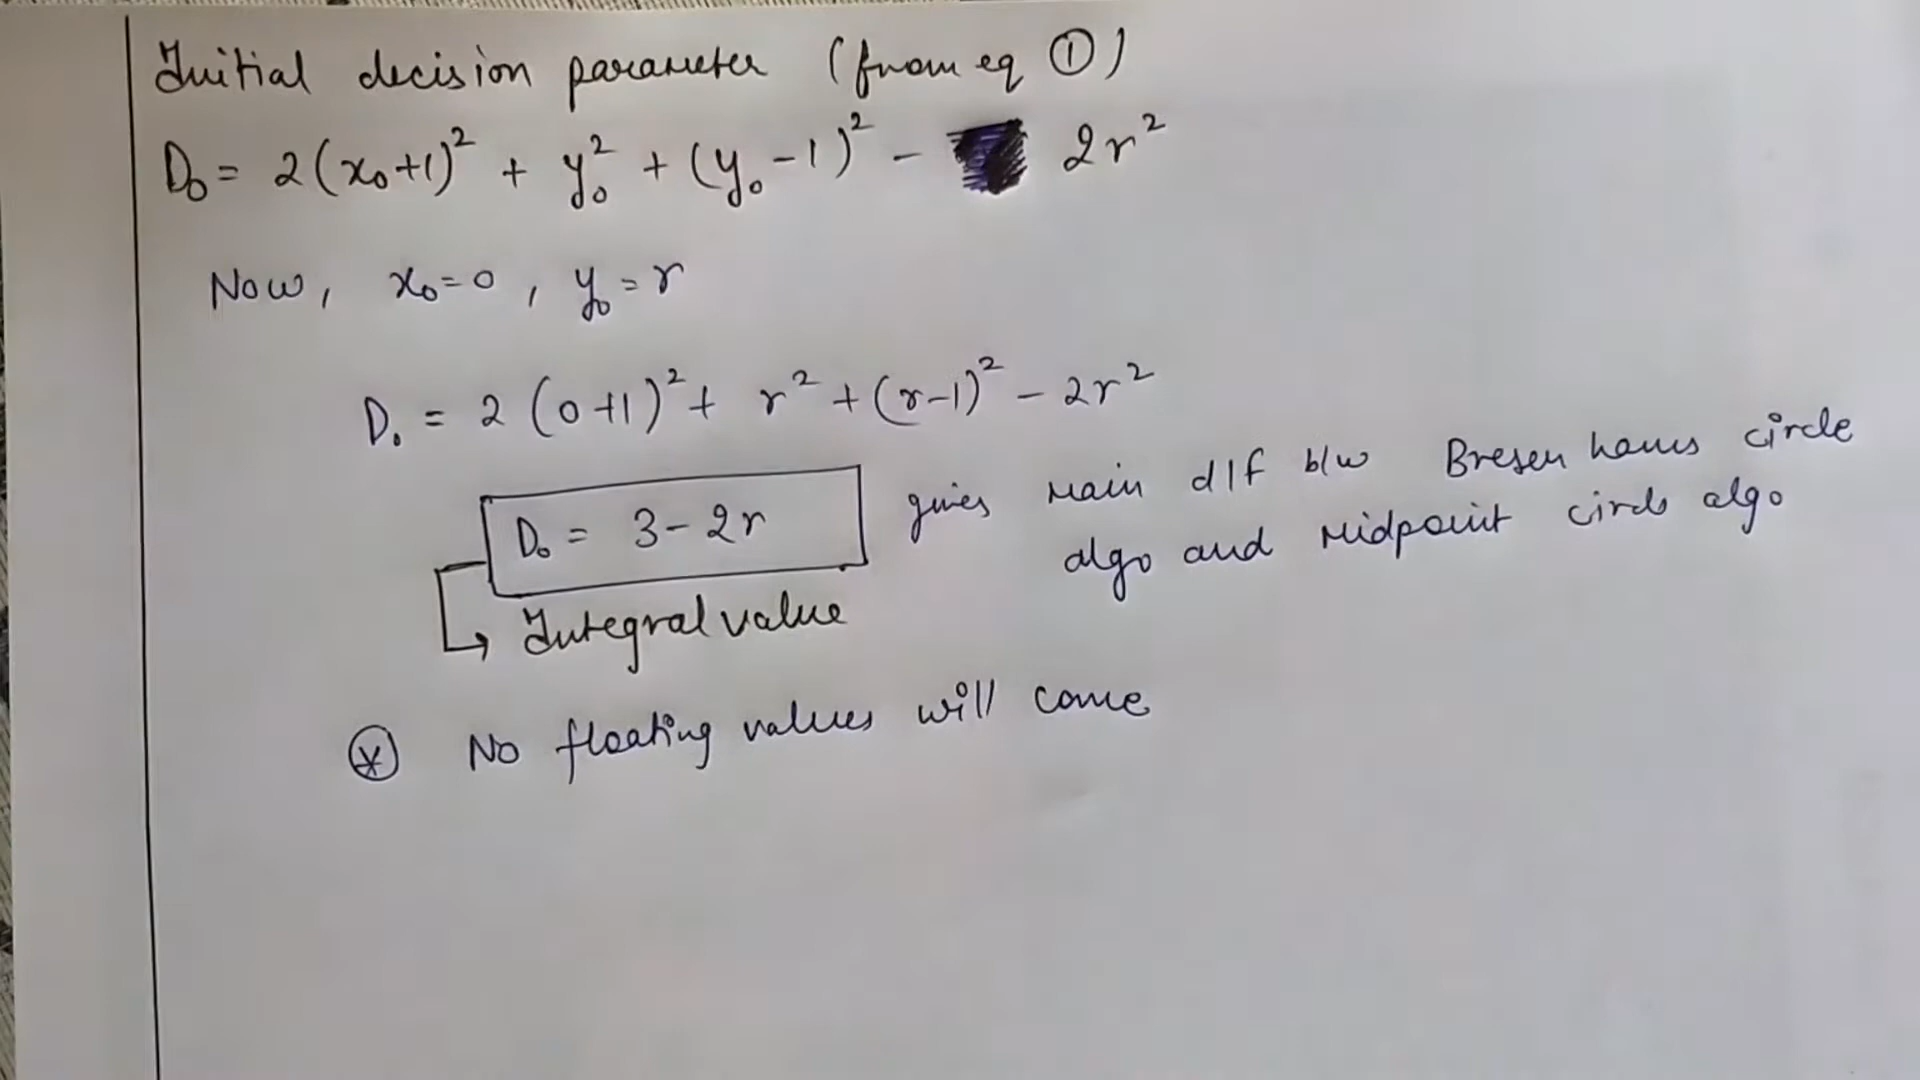 Initial decision parameter (from eq ①)
D₀ = 2(x₀+1)² + y₀² + (y₀-1)² - 2r²
Now, x₀=0, y₀=r
D₀ = 2(0+1)² + r² + (r-1)² - 2r²
D₀ = 3-2r gives main d/f b/w Bresenhams circle
algo and Midpoint circle algo
↳ Integral value
⊛ No floating values will come